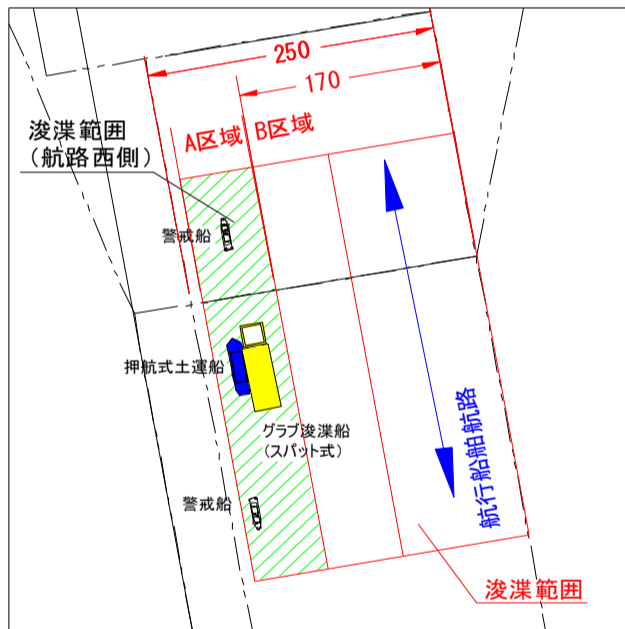 250
170
A区域 B区域
浚渫範囲
（航路西側）
警戒船
押航式土運船
グラブ浚渫船
（スパット式）
警戒船
航行船舶航路
浚渫範囲